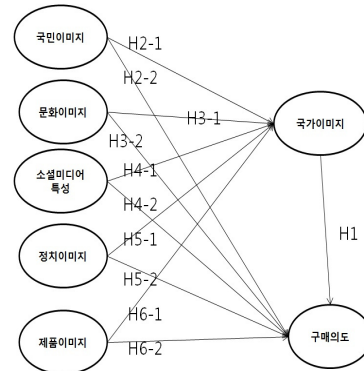 국민이미지
H2-1
H2-2
문화이미지
H3-1
국가이미지
H3-2
소셜미디어
특성
H4-1
H4-2
H1
H5-1
정치이미지
H5-2
H6-1
구매의도
제품이미지
H6-2